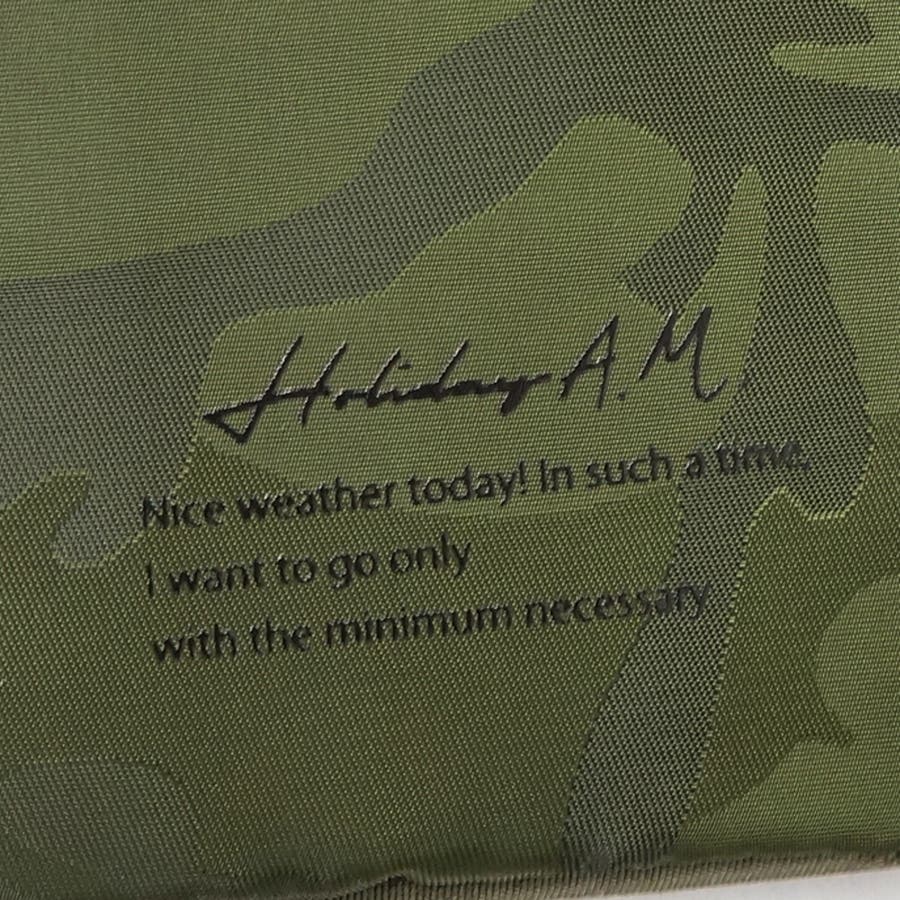 Holiday A.M.
Nice weather today! In such a time,
I want to go only
with the minimum necessary